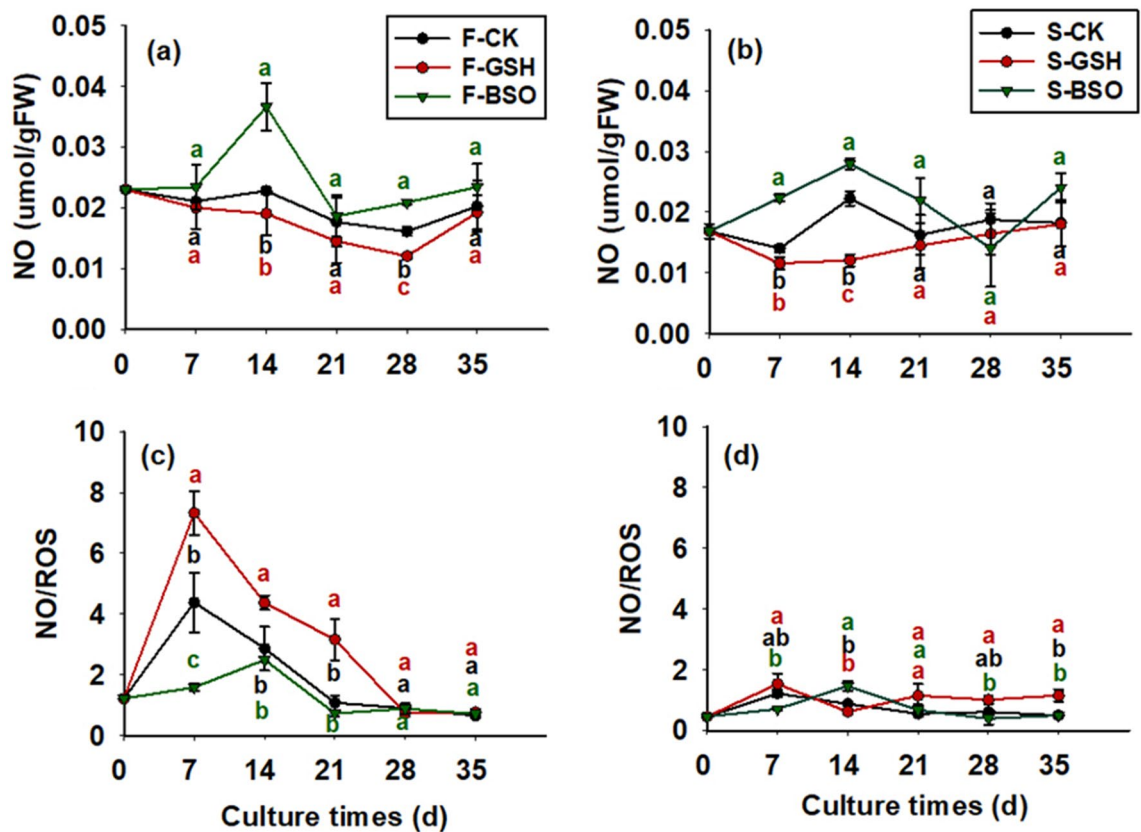 (a)
F-CK
F-GSH
F-BSO
NO (umol/gFW)
0.05
0.04
0.03
0.02
0.01
0.00
a
a
a
a
a
a
b
a
b
a
a
b
a
c
a
0
7
14
21
28
35
(b)
S-CK
S-GSH
S-BSO
NO (umol/gFW)
0.05
0.04
0.03
0.02
0.01
0.00
a
a
a
a
a
b
b
a
a
a
b
c
a
a
a
0
7
14
21
28
35
(c)
NO/ROS
10
8
6
4
2
0
a
b
a
a
c
b
a
a
a
a
b
b
b
a
a
0
7
14
21
28
35
Culture times (d)
(d)
NO/ROS
10
8
6
4
2
0
a
a
a
a
a
ab
b
a
ab
b
b
b
a
b
b
0
7
14
21
28
35
Culture times (d)